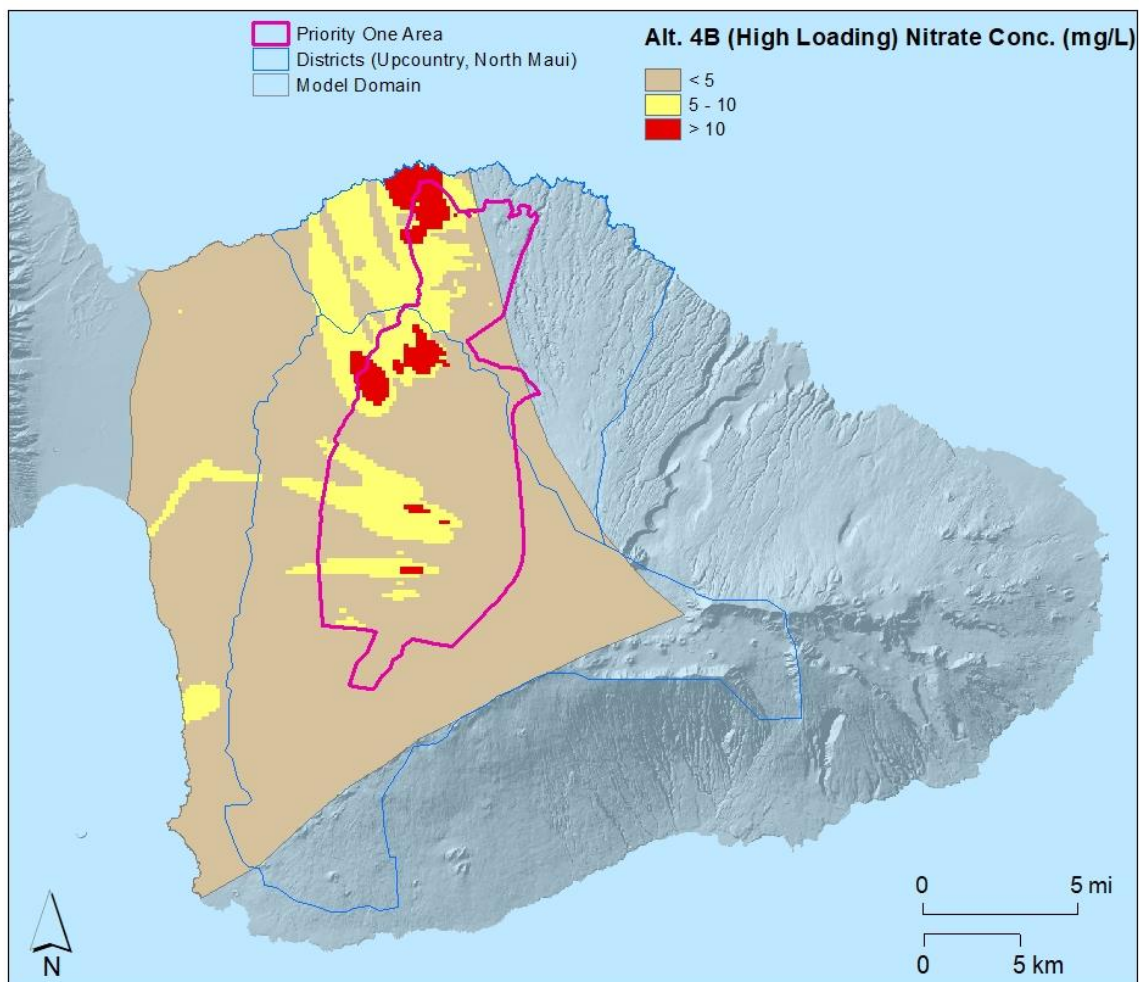 Priority One Area
Districts (Upcountry, North Maui)
Model Domain
Alt. 4B (High Loading) Nitrate Conc. (mg/L)
< 5
5 - 10
> 10
0 5 mi
0 5 km
N